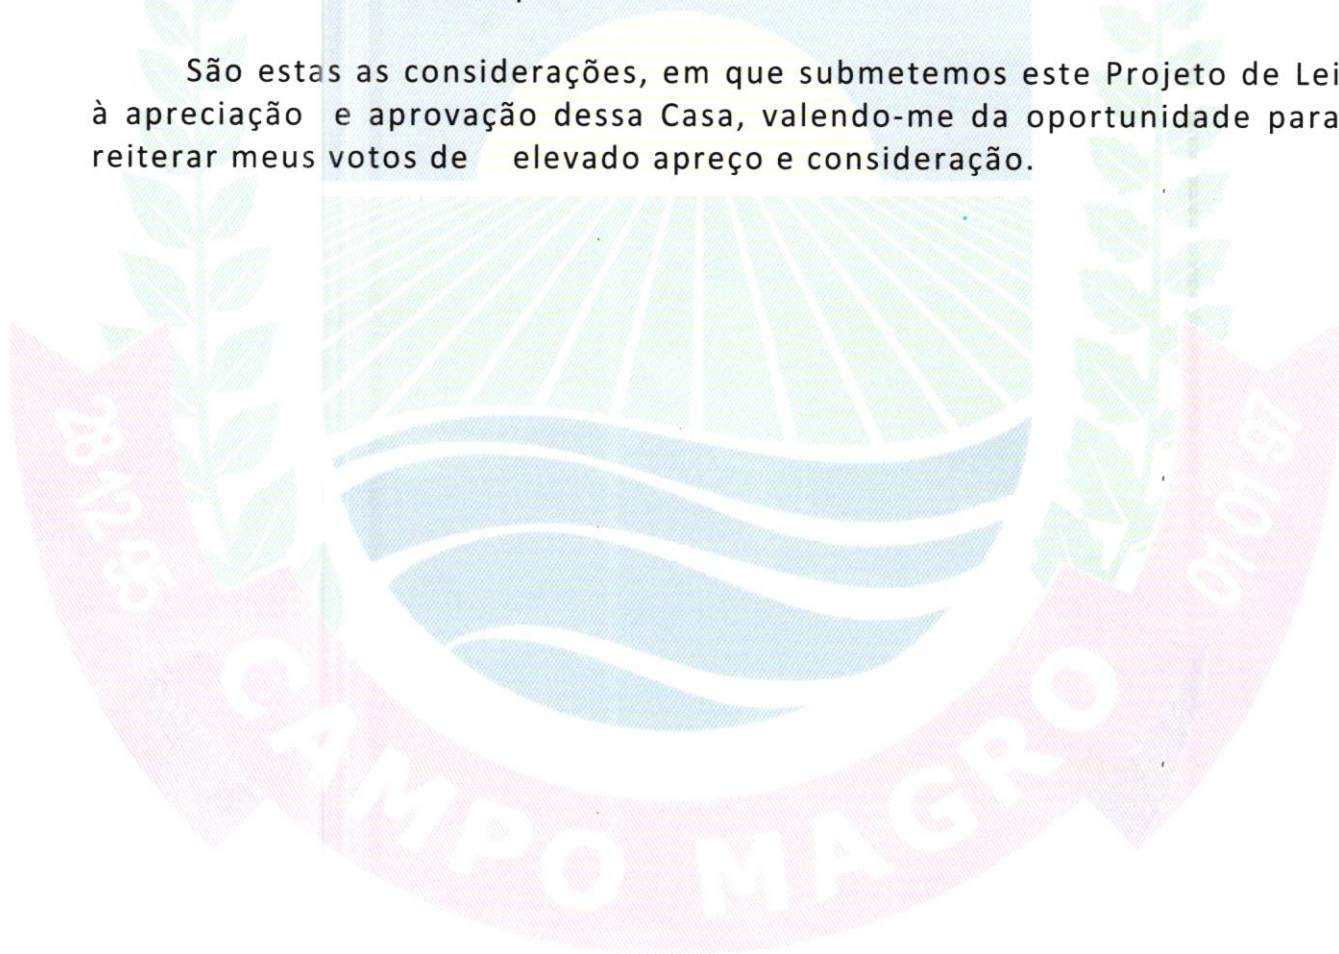 São estas as considerações, em que submetemos este Projeto de Lei
à apreciação e aprovação dessa Casa, valendo-me da oportunidade para
reiterar meus votos de elevado apreço e consideração.
28 12 95
01 01 97
CAMPO MAGRO